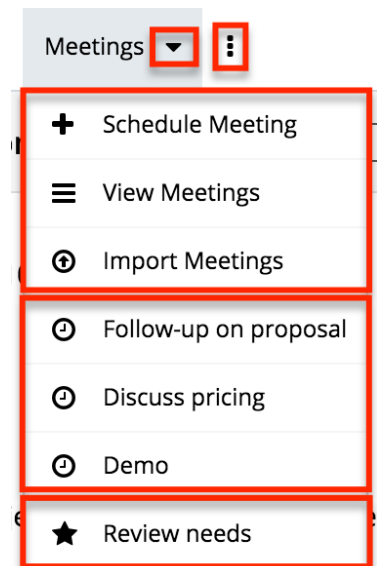 Meetings
Schedule Meeting
View Meetings
Import Meetings
Follow-up on proposal
Discuss pricing
Demo
Review needs